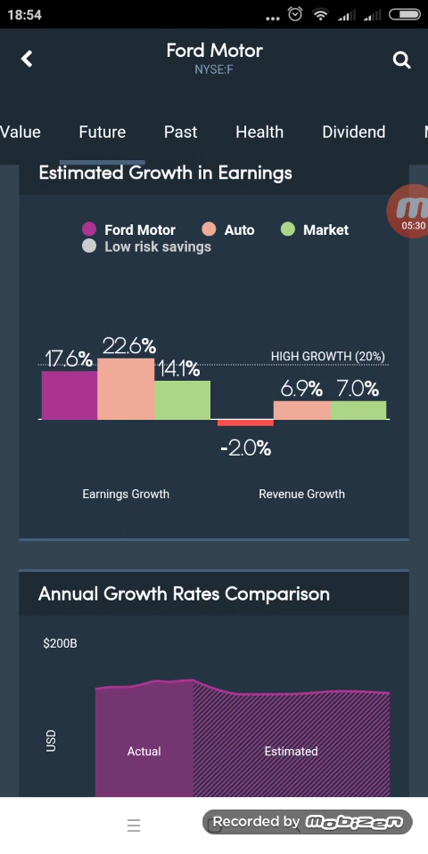 18:54
Ford Motor
NYSE:F
Value Future Past Health Dividend
Estimated Growth in Earnings
m
05:30
Ford Motor Auto Market
Low risk savings
HIGH GROWTH (20%)
17.6% 22.6% 14.1% 6.9% 7.0%
-2.0%
Earnings Growth Revenue Growth
Annual Growth Rates Comparison
$200B
USD
Actual Estimated
Recorded by mobizen